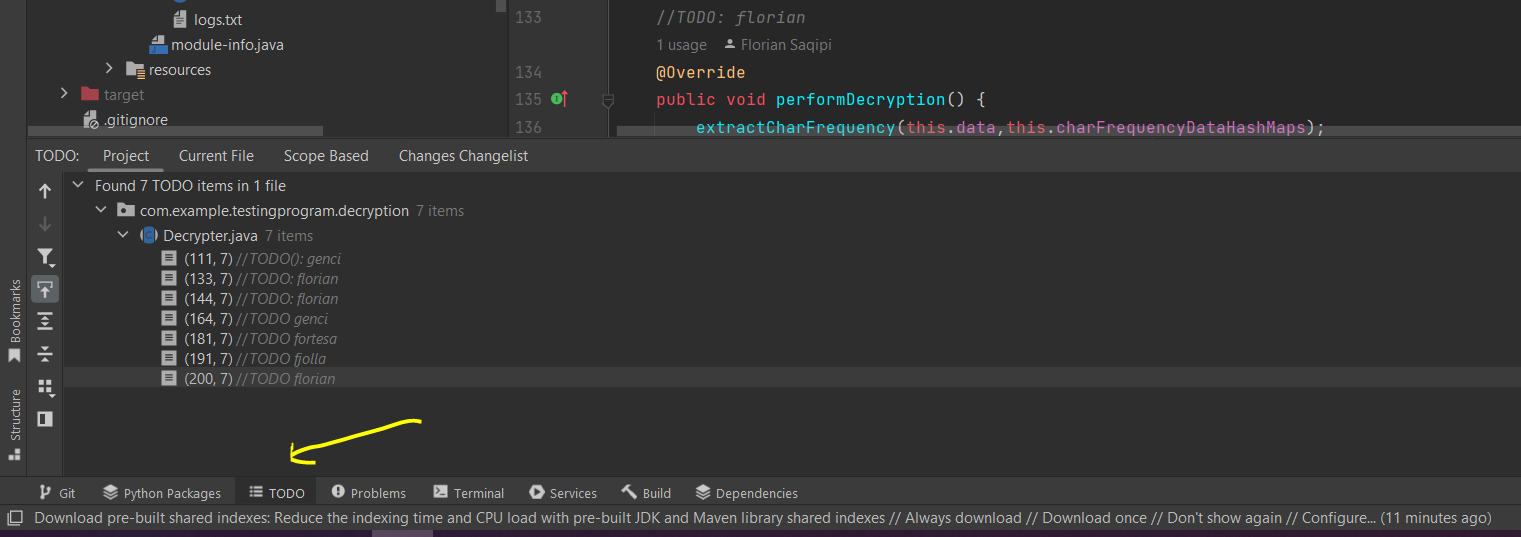 logs.txt
module-info.java
resources
target
.gitignore
133 //TODO: florian
1 usage Florian Saqipi
134 @Override
135 public void performDecryption() {
136 extractCharFrequency(this.data,this.charFrequencyDataHashMaps);
TODO: Project Current File Scope Based Changes Changelist
Found 7 TODO items in 1 file
com.example.testingprogram.decryption 7 items
Decrypter.java 7 items
(111, 7) //TODO(): genci
(133, 7) //TODO: florian
(144, 7) //TODO: florian
(164, 7) //TODO genci
(181, 7) //TODO fortesa
(191, 7) //TODO fjolla
(200, 7) //TODO florian
Bookmarks
Structure
Git Python Packages TODO Problems Terminal Services Build Dependencies
Download pre-built shared indexes: Reduce the indexing time and CPU load with pre-built JDK and Maven library shared indexes // Always download // Download once // Don't show again // Configure... (11 minutes ago)